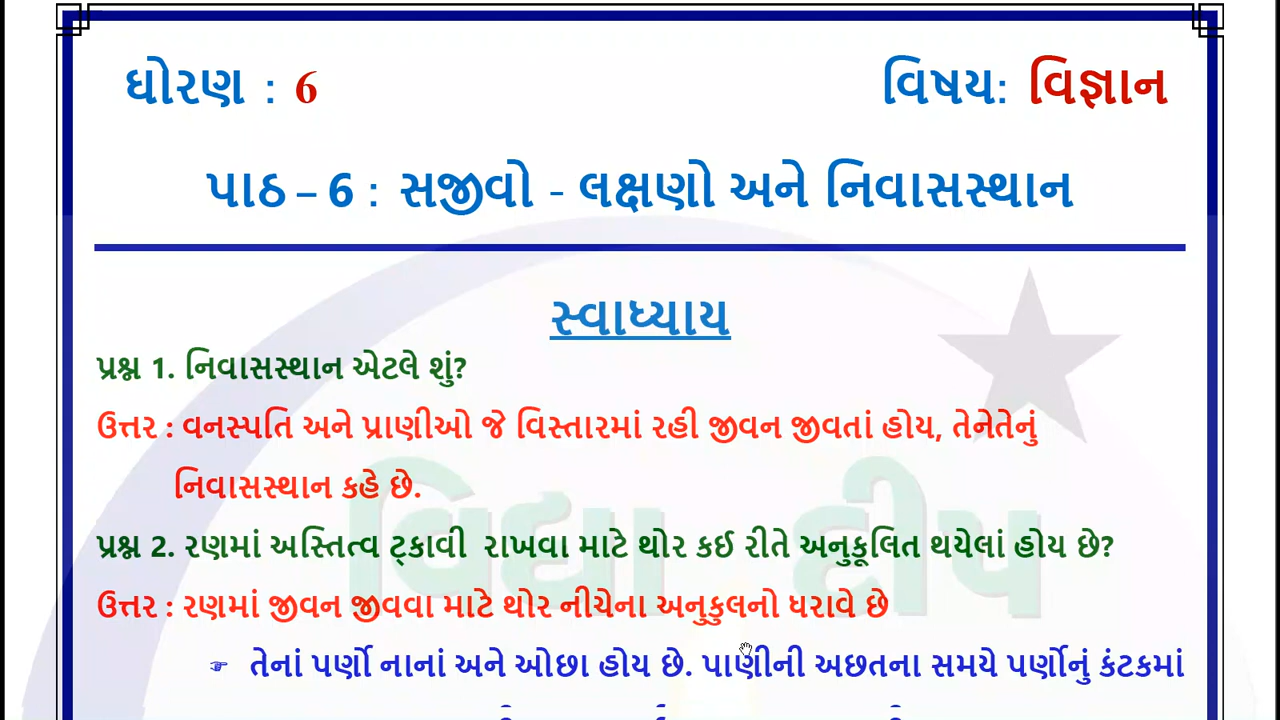 ધોરણ : 6
વિષય: વિજ્ઞાન
પાઠ – 6 : સજીવો - લક્ષણો અને નિવાસસ્થાન
સ્વાધ્યાય
પ્રશ્ન 1. નિવાસસ્થાન એટલે શું?
ઉત્તર : વનસ્પતિ અને પ્રાણીઓ જે વિસ્તારમાં રહી જીવન જીવતાં હોય, તેનેતેનું
નિવાસસ્થાન કહે છે.
પ્રશ્ન 2. રણમાં અસ્તિત્વ ટ્કાવી રાખવા માટે થોર કઈ રીતે અનુકૂલિત થયેલાં હોય છે?
ઉત્તર : રણમાં જીવન જીવવા માટે થોર નીચેના અનુકુલનો ધરાવે છે
☞ તેનાં પર્ણો નાનાં અને ઓછા હોય છે. પાણીની અછતના સમયે પર્ણોનું કંટકમાં
વિદ્યા દીપ